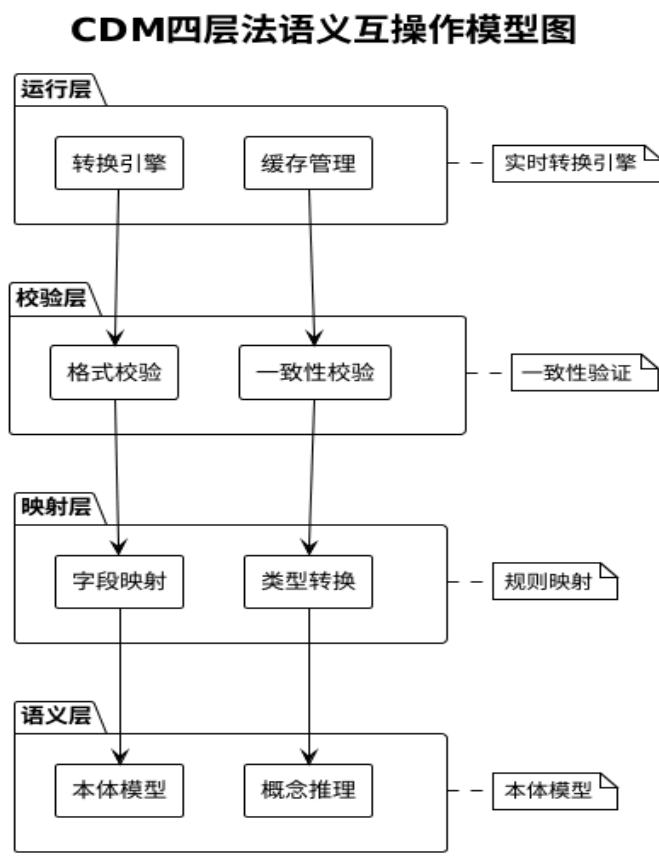 CDM四层法语义互操作模型图
运行层
转换引擎
缓存管理
实时转换引擎
校验层
格式校验
一致性校验
一致性验证
映射层
字段映射
类型转换
规则映射
语义层
本体模型
概念推理
本体模型